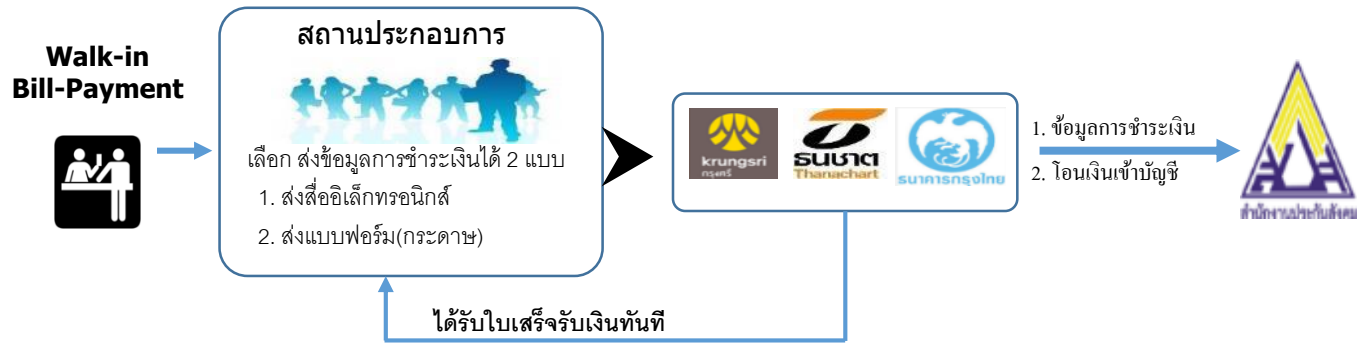 Walk-in
Bill-Payment
สถานประกอบการ
เลือก ส่งข้อมูลการชำระเงินได้ 2 แบบ
1. ส่งสื่ออิเล็กทรอนิกส์
2. ส่งแบบฟอร์ม(กระดาษ)
krungsri
กรุงศรี
ธนชาต
Thanachart
ธนาคารกรุงไทย
1. ข้อมูลการชำระเงิน
2. โอนเงินเข้าบัญชี
สำนักงานประกันสังคม
ได้รับใบเสร็จรับเงินทันที